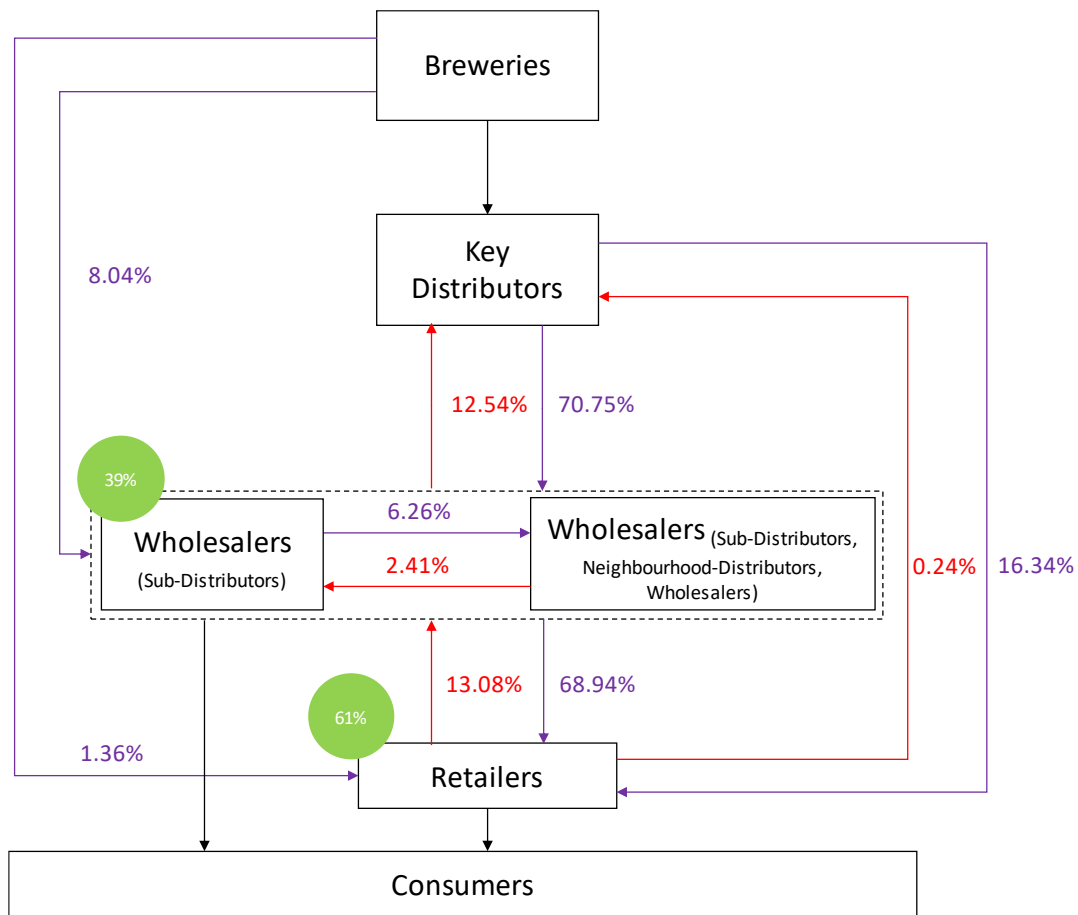 Breweries
8.04%
Key
Distributors
12.54%
70.75%
39%
Wholesalers
(Sub-Distributors)
6.26%
2.41%
Wholesalers (Sub-Distributors,
Neighbourhood-Distributors,
Wholesalers)
0.24%
16.34%
13.08%
68.94%
61%
1.36%
Retailers
Consumers